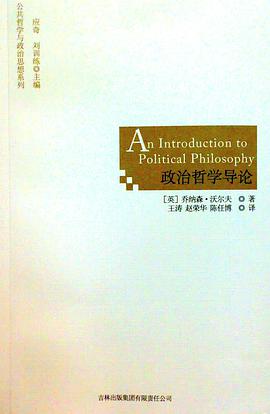 公共哲学与政治思想系列
应奇 刘训练◎主编
An Introduction to
Political Philosophy
政治哲学导论
[英] 乔纳森·沃尔夫 ◎ 著
王涛 赵荣华 陈任博 ◎ 译
吉林出版集团有限责任公司